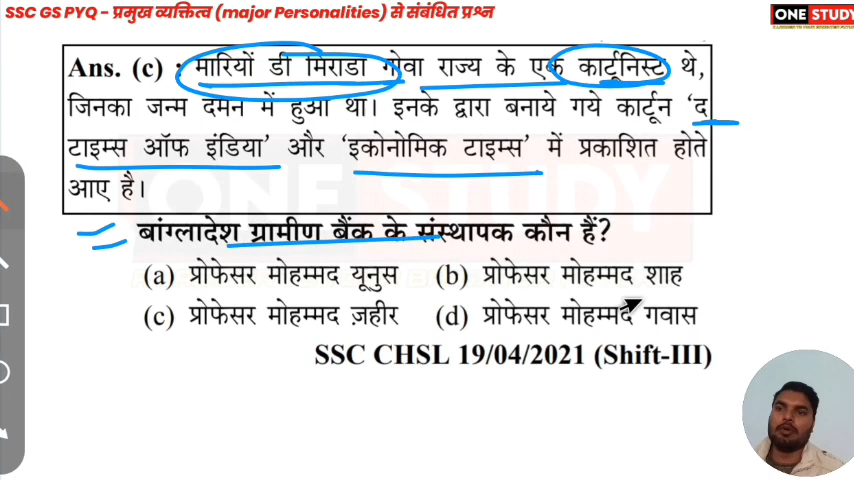 SSC GS PYQ - प्रमुख व्यक्तित्व (major Personalities) से संबंधित प्रश्न
ONE STUDY
Ans. (c) : मारियों डी मिराडा गोवा राज्य के एक कार्टूनिस्ट थे,
जिनका जन्म दमन में हुआ था। इनके द्वारा बनाये गये कार्टून ‘द
टाइम्स ऑफ इंडिया’ और ‘इकोनोमिक टाइम्स’ में प्रकाशित होते
आए है।
ONE STUDY
बांग्लादेश ग्रामीण बैंक के संस्थापक कौन हैं?
(a) प्रोफेसर मोहम्मद यूनुस (b) प्रोफेसर मोहम्मद शाह
(c) प्रोफेसर मोहम्मद ज़हीर (d) प्रोफेसर मोहम्मद गवास
SSC CHSL 19/04/2021 (Shift-III)